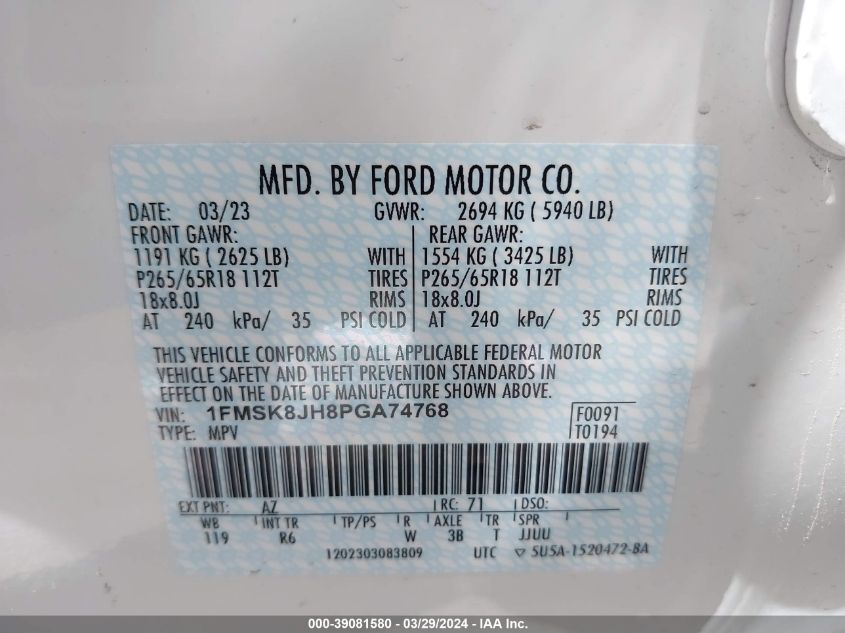 MFD. BY FORD MOTOR CO.
DATE: 03/23 GVWR: 2694 KG ( 5940 LB)
FRONT GAWR: REAR GAWR:
1191 KG ( 2625 LB) WITH 1554 KG ( 3425 LB) WITH
P265/65R18 112T TIRES P265/65R18 112T TIRES
18x8.0J RIMS 18x8.0J RIMS
AT 240 kPa/ 35 PSI COLD AT 240 kPa/ 35 PSI COLD
THIS VEHICLE CONFORMS TO ALL APPLICABLE FEDERAL MOTOR
VEHICLE SAFETY AND THEFT PREVENTION STANDARDS IN
EFFECT ON THE DATE OF MANUFACTURE SHOWN ABOVE.
VIN: 1FMSK8JH8PGA74768 F0091
TYPE: MPV T0194
EXT PNT: AZ RC: 71 DSO:
WB INT TR TP/PS R AXLE TR SPR
119 R6 W 3B T JJUU
1202303083809 UTC ▽ 5U5A-1520472-BA
000-39081580 - 03/29/2024 - IAA Inc.